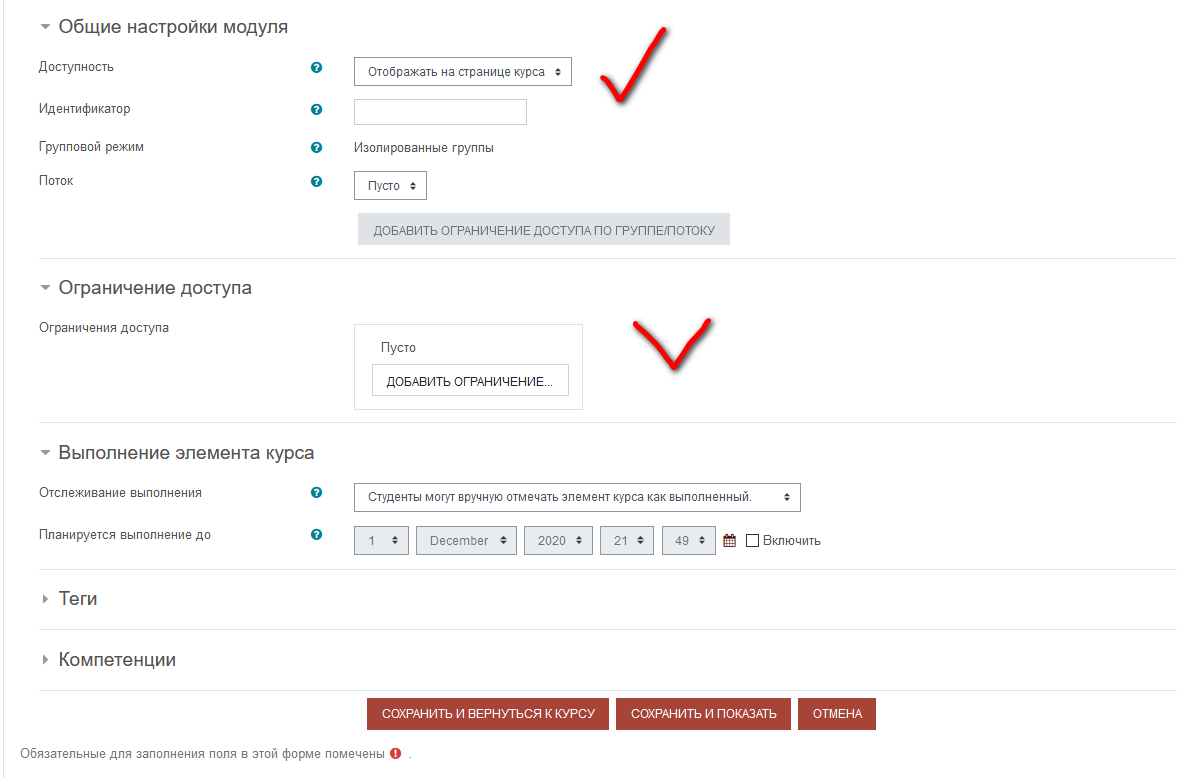 Общие настройки модуля
Доступность
Отображать на странице курса
Идентификатор
Групповой режим
Изолированные группы
Поток
Пусто
ДОБАВИТЬ ОГРАНИЧЕНИЕ ДОСТУПА ПО ГРУППЕ/ПОТОКУ
Ограничение доступа
Ограничения доступа
Пусто
ДОБАВИТЬ ОГРАНИЧЕНИЕ...
Выполнение элемента курса
Отслеживание выполнения
Студенты могут вручную отмечать элемент курса как выполненный.
Планируется выполнение до
1 December 2020 21 49 Включить
Теги
Компетенции
СОХРАНИТЬ И ВЕРНУТЬСЯ К КУРСУ СОХРАНИТЬ И ПОКАЗАТЬ ОТМЕНА
Обязательные для заполнения поля в этой форме помечены .